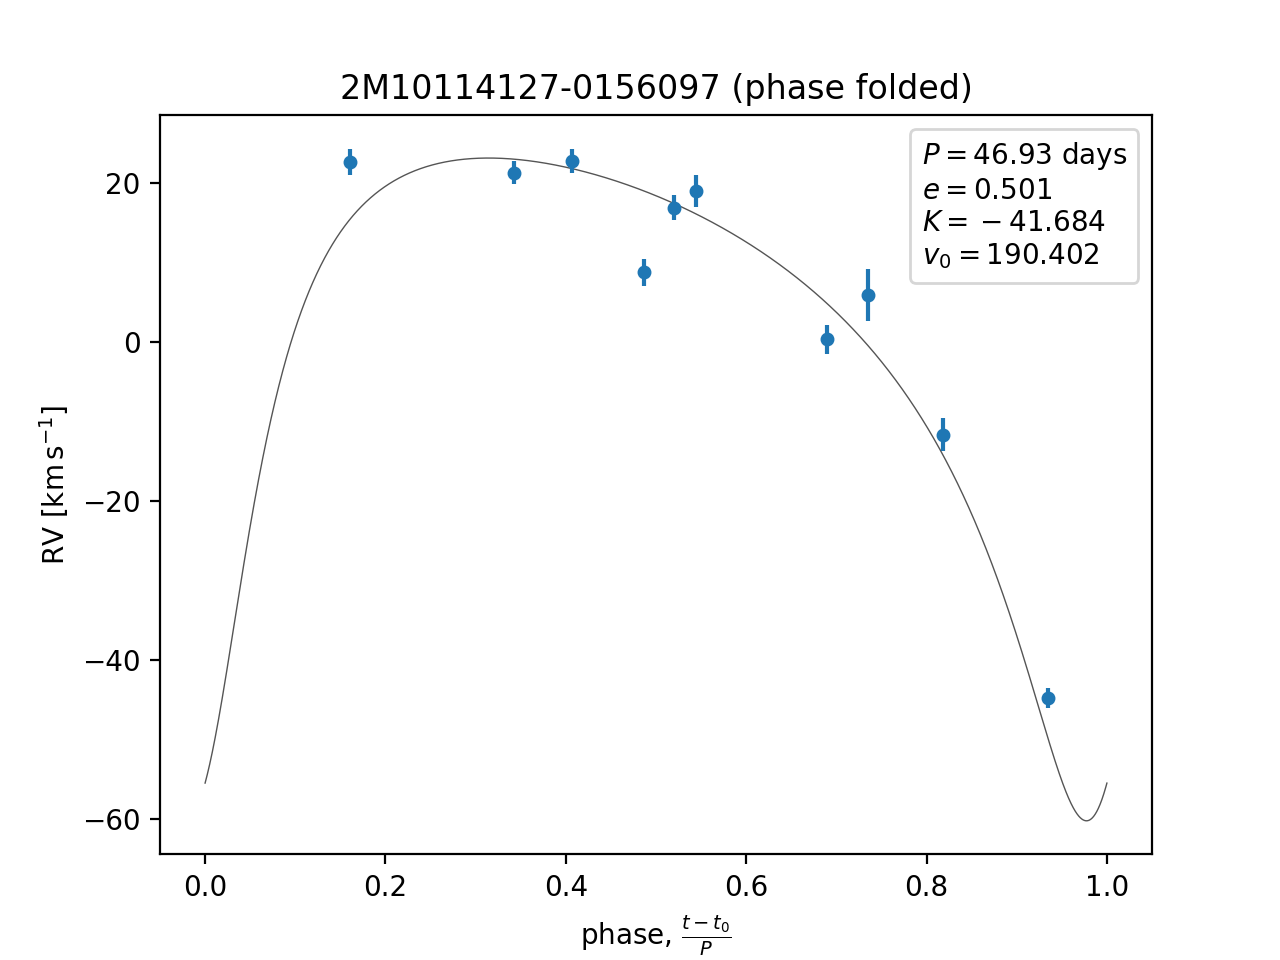 2M10114127-0156097 (phase folded)
P = 46.93 days
e = 0.501
K = −41.684
v₀ = 190.402
20
0
−20
−40
−60
RV [km s⁻¹]
0.0 0.2 0.4 0.6 0.8 1.0
phase, (t − t₀)/P